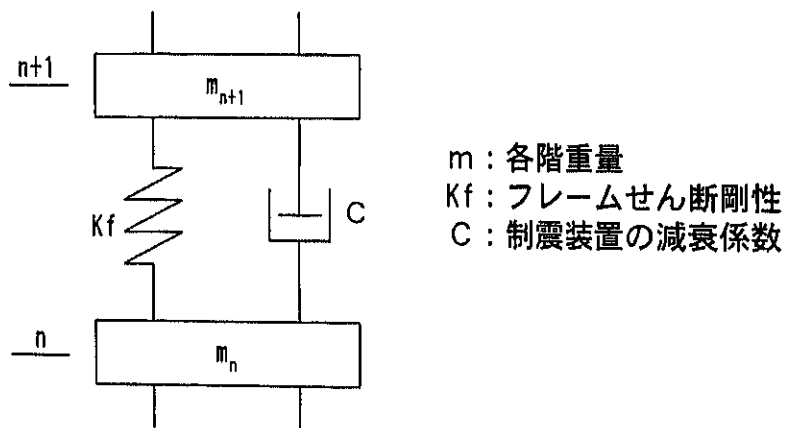 n+1
m_{n+1}
Kf
C
n
m_n
m：各階重量
Kf：フレームせん断剛性
C：制震装置の減衰係数